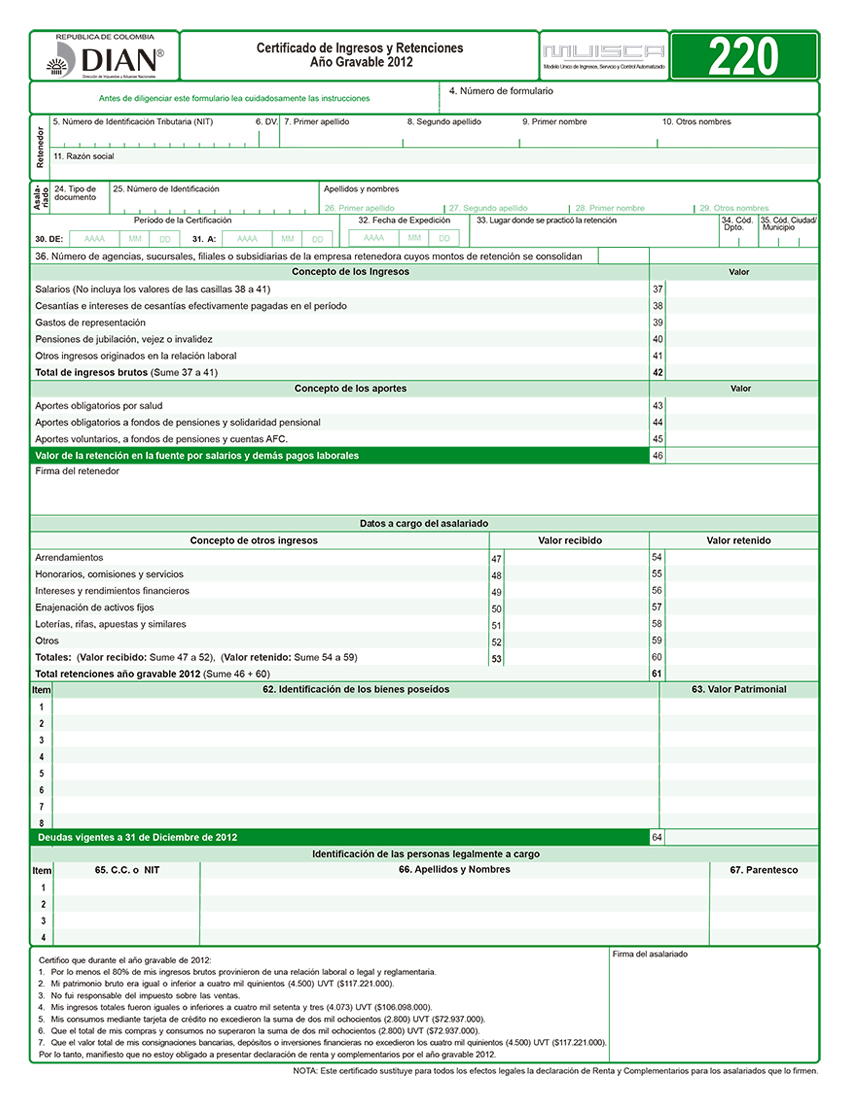 REPUBLICA DE COLOMBIA
DIAN®
Dirección de Impuestos y Aduanas Nacionales
Certificado de Ingresos y Retenciones
Año Gravable 2012
MUISCA
Modelo Unico de Ingresos, Servicio y Control Automatizado
220
Antes de diligenciar este formulario lea cuidadosamente las instrucciones
4. Número de formulario
Retenedor
5. Número de Identificación Tributaria (NIT) 6. DV. 7. Primer apellido 8. Segundo apellido 9. Primer nombre 10. Otros nombres
11. Razón social
Asala-
riado
24. Tipo de
documento
25. Número de Identificación
Apellidos y nombres
26. Primer apellido 27. Segundo apellido 28. Primer nombre 29. Otros nombres
Período de la Certificación
30. DE: AAAA MM DD 31. A: AAAA MM DD
32. Fecha de Expedición
AAAA MM DD
33. Lugar donde se practicó la retención
34. Cód.
Dpto.
35. Cód. Ciudad/
Municipio
36. Número de agencias, sucursales, filiales o subsidiarias de la empresa retenedora cuyos montos de retención se consolidan
Concepto de los Ingresos Valor
Salarios (No incluya los valores de las casillas 38 a 41) 37
Cesantías e intereses de cesantías efectivamente pagadas en el período 38
Gastos de representación 39
Pensiones de jubilación, vejez o invalidez 40
Otros ingresos originados en la relación laboral 41
Total de ingresos brutos (Sume 37 a 41) 42
Concepto de los aportes Valor
Aportes obligatorios por salud 43
Aportes obligatorios a fondos de pensiones y solidaridad pensional 44
Aportes voluntarios, a fondos de pensiones y cuentas AFC. 45
Valor de la retención en la fuente por salarios y demás pagos laborales 46
Firma del retenedor
Datos a cargo del asalariado
Concepto de otros ingresos Valor recibido Valor retenido
Arrendamientos 47 54
Honorarios, comisiones y servicios 48 55
Intereses y rendimientos financieros 49 56
Enajenación de activos fijos 50 57
Loterías, rifas, apuestas y similares 51 58
Otros 52 59
Totales: (Valor recibido: Sume 47 a 52), (Valor retenido: Sume 54 a 59) 53 60
Total retenciones año gravable 2012 (Sume 46 + 60) 61
Item 62. Identificación de los bienes poseídos 63. Valor Patrimonial
1
2
3
4
5
6
7
8
Deudas vigentes a 31 de Diciembre de 2012 64
Identificación de las personas legalmente a cargo
Item 65. C.C. o NIT 66. Apellidos y Nombres 67. Parentesco
1
2
3
4
Certifico que durante el año gravable de 2012:
1. Por lo menos el 80% de mis ingresos brutos provinieron de una relación laboral o legal y reglamentaria.
2. Mi patrimonio bruto era igual o inferior a cuatro mil quinientos (4.500) UVT ($117.221.000).
3. No fui responsable del impuesto sobre las ventas.
4. Mis ingresos totales fueron iguales o inferiores a cuatro mil setenta y tres (4.073) UVT ($106.098.000).
5. Mis consumos mediante tarjeta de crédito no excedieron la suma de dos mil ochocientos (2.800) UVT ($72.937.000).
6. Que el total de mis compras y consumos no superaron la suma de dos mil ochocientos (2.800) UVT ($72.937.000).
7. Que el valor total de mis consignaciones bancarias, depósitos o inversiones financieras no excedieron los cuatro mil quinientos (4.500) UVT ($117.221.000).
Por lo tanto, manifiesto que no estoy obligado a presentar declaración de renta y complementarios por el año gravable 2012.
Firma del asalariado
NOTA: Este certificado sustituye para todos los efectos legales la declaración de Renta y Complementarios para los asalariados que lo firmen.